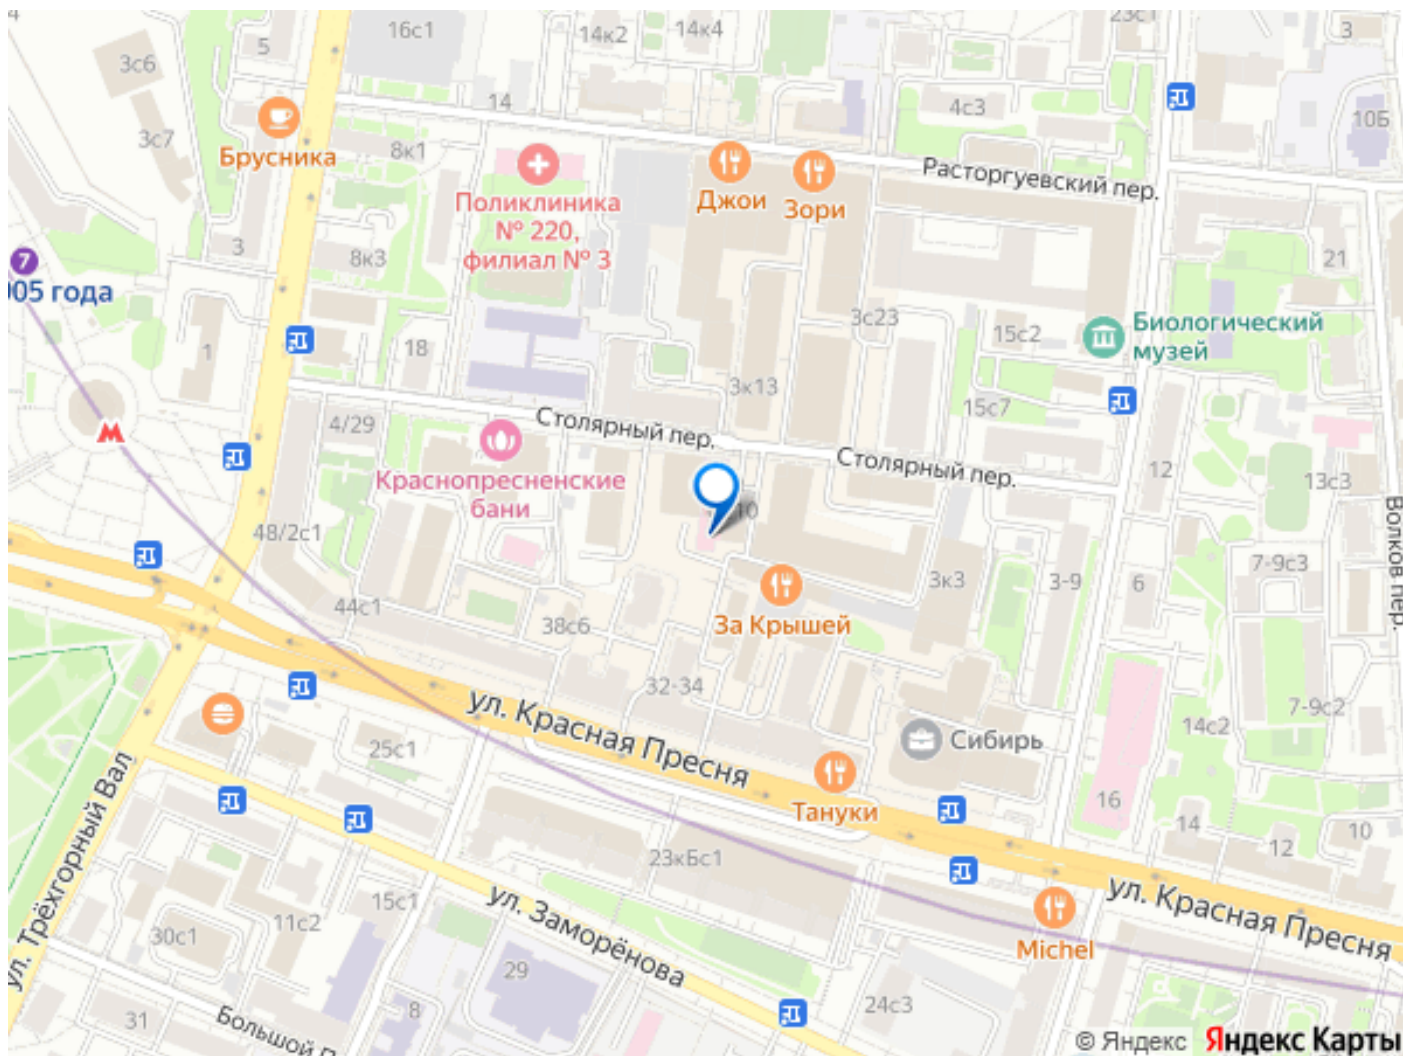 16с1
14к2
14к4
23с1
3
5
3с6
14
4с3
10Б
3с7
Брусника
8к1
Поликлиника
№ 220,
филиал № 3
Джои
Зори
Расторгуевский пер.
3
8к3
21
7
005 года
3с23
15с2
Биологический
музей
1
18
3к13
15с7
4/29
Столярный пер.
Столярный пер.
12
Краснопресненские
бани
13с3
48/2с1
Волков пер.
3к3
3-9
6
7-9с3
44с1
38с6
За Крышей
32-34
7-9с2
ул. Красная Пресня
Сибирь
14с2
25с1
Тануки
16
14
10
12
ул. Трёхгорный Вал
23кБс1
ул. Красная Пресня
15с1
11с2
30с1
ул. Заморёнова
Michel
29
24с3
8
31
Большой
© Яндекс Яндекс Карты